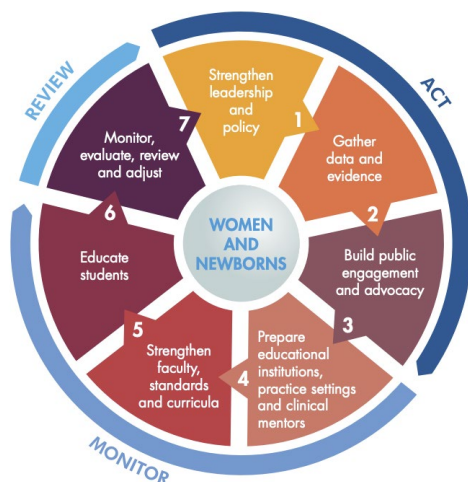 REVIEW
ACT
MONITOR
WOMEN
AND
NEWBORNS
Strengthen
leadership
and
policy
1
Gather
data and
evidence
2
Build public
engagement
and advocacy
3
Prepare
educational
institutions,
practice settings
and clinical
mentors
4
Strengthen
faculty,
standards
and curricula
5
Educate
students
6
Monitor,
evaluate, review
and adjust
7